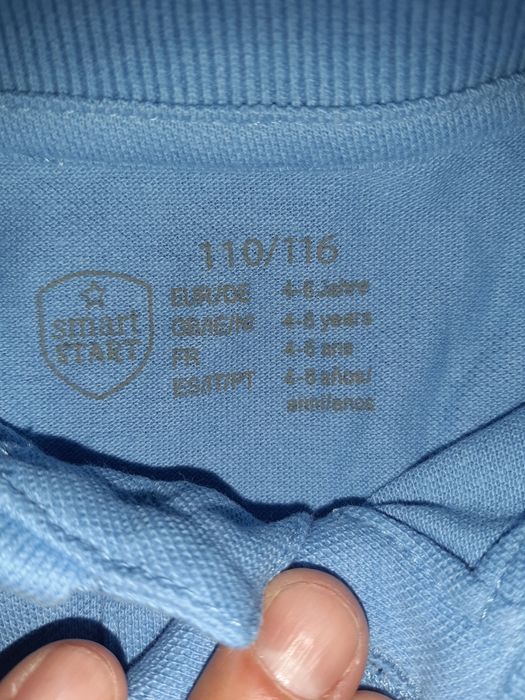 110/116
smart
START
EUR/DE 4-6 Jahre
GB/IE/NI 4-6 years
FR 4-6 ans
ES/IT/PT 4-6 años/
anni/anos